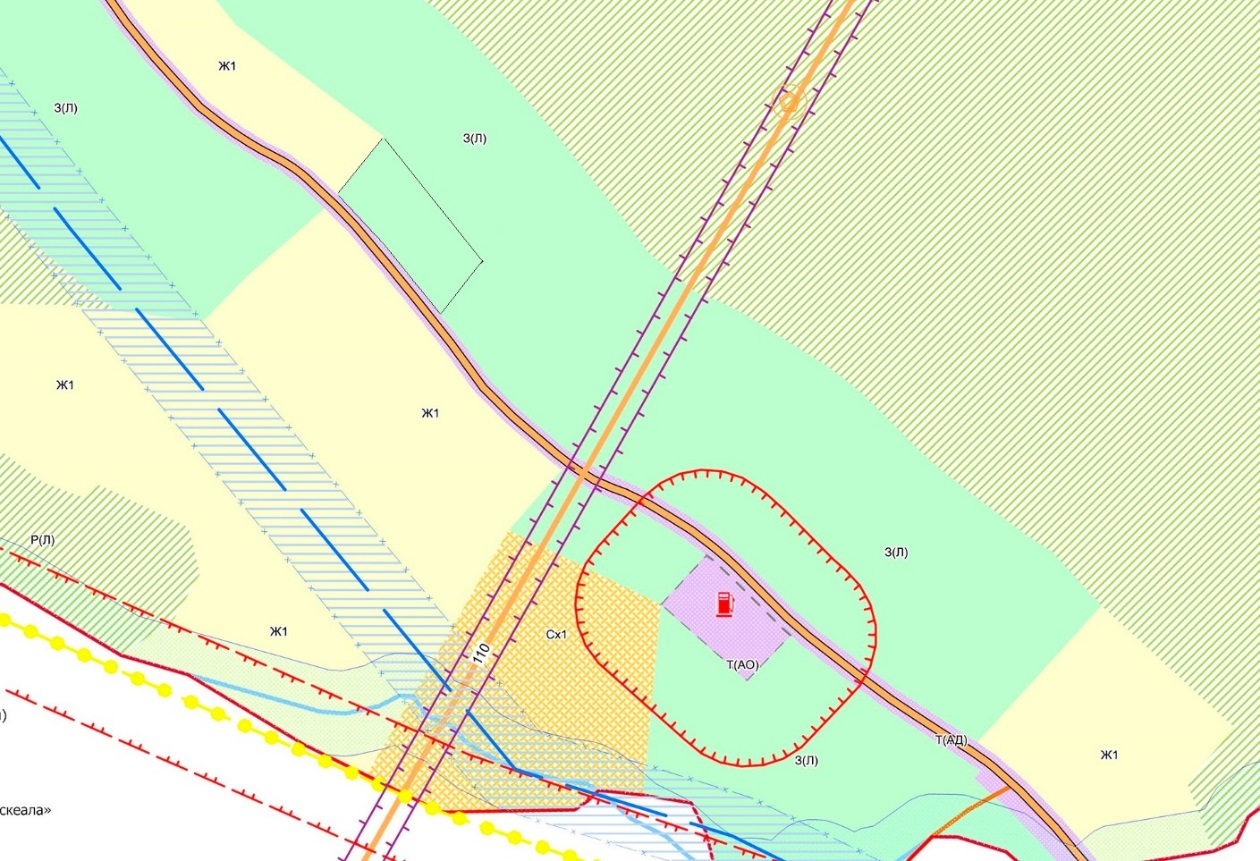 Ж1
З(Л)
З(Л)
Ж1
Ж1
Р(Л)
З(Л)
Ж1
Сх1
110
Т(АО)
Т(АД)
Ж1
З(Л)
скеала»